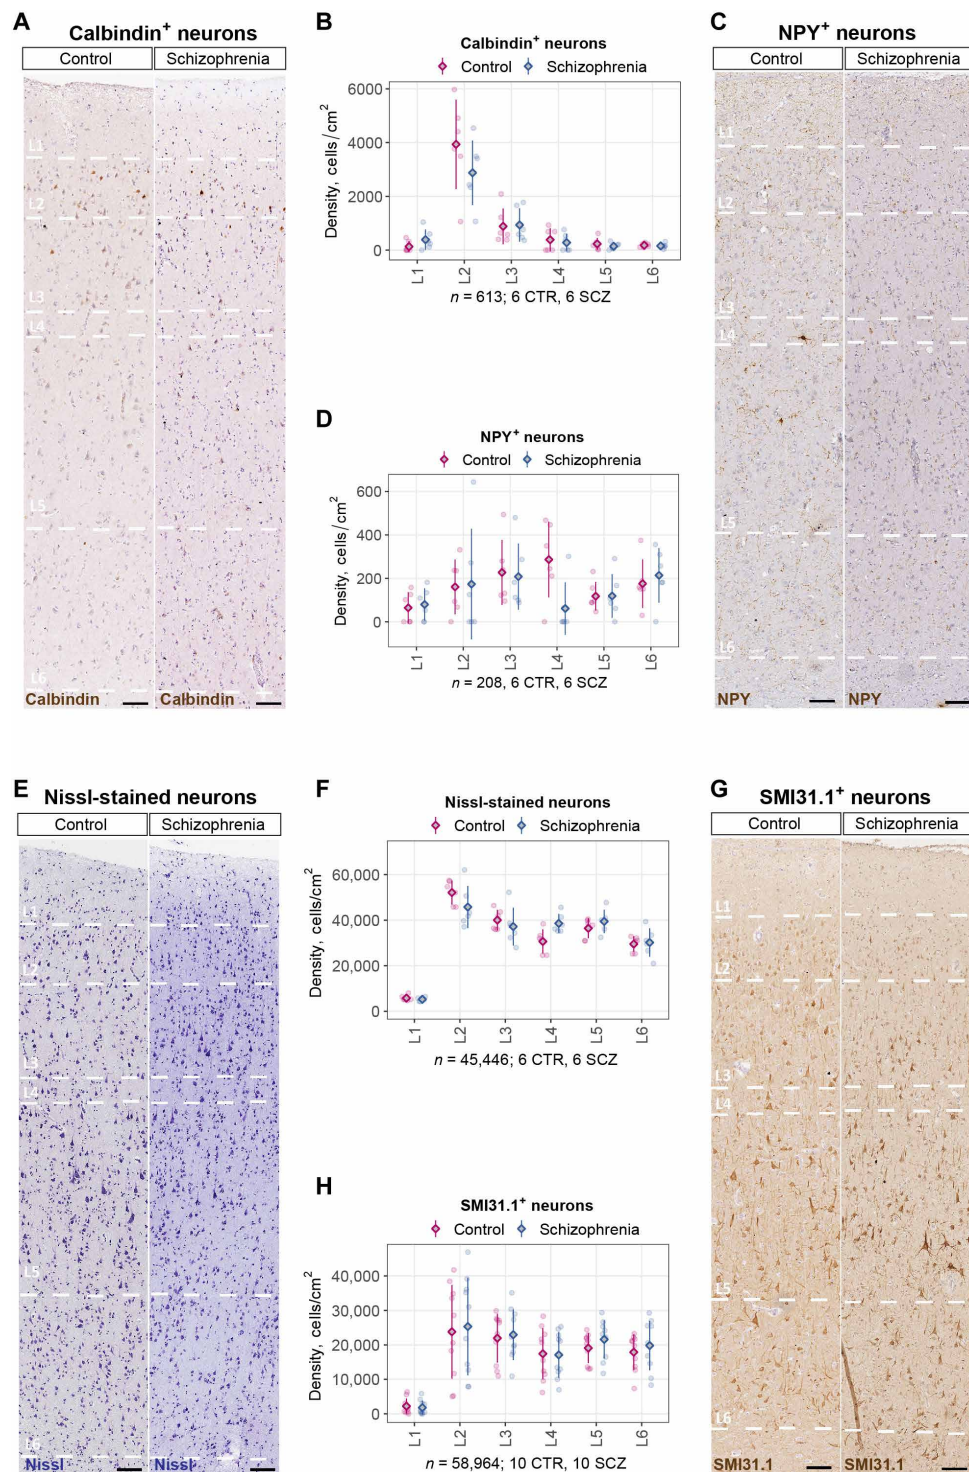 A
Calbindin⁺ neurons
Control
Schizophrenia
L1
L2
L3
L4
L5
L6
Calbindin
Calbindin
B
Calbindin⁺ neurons
Control
Schizophrenia
Density, cells/cm²
6000
4000
2000
0
L1
L2
L3
L4
L5
L6
n = 613; 6 CTR, 6 SCZ
C
NPY⁺ neurons
Control
Schizophrenia
L1
L2
L3
L4
L5
L6
NPY
NPY
D
NPY⁺ neurons
Control
Schizophrenia
Density, cells/cm²
600
400
200
0
L1
L2
L3
L4
L5
L6
n = 208, 6 CTR, 6 SCZ
E
Nissl-stained neurons
Control
Schizophrenia
L1
L2
L3
L4
L5
L6
Nissl
Nissl
F
Nissl-stained neurons
Control
Schizophrenia
Density, cells/cm²
60,000
40,000
20,000
0
L1
L2
L3
L4
L5
L6
n = 45,446; 6 CTR, 6 SCZ
G
SMI31.1⁺ neurons
Control
Schizophrenia
L1
L2
L3
L4
L5
L6
SMI31.1
SMI31.1
H
SMI31.1⁺ neurons
Control
Schizophrenia
Density, cells/cm²
40,000
30,000
20,000
10,000
0
L1
L2
L3
L4
L5
L6
n = 58,964; 10 CTR, 10 SCZ